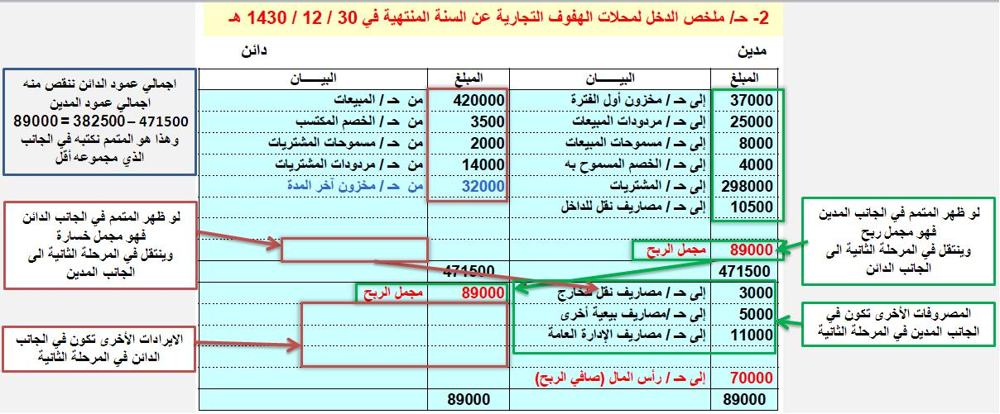 2- حـ/ ملخص الدخل لمحلات الهفوف التجارية عن السنة المنتهية في 30 / 12 / 1430 هـ
مدين دائن
المبلغ البيـــــان المبلغ البيـــــان
37000 إلى حـ / مخزون أول الفترة 420000 من حـ / المبيعات
25000 إلى حـ / مردودات المبيعات 3500 من حـ / الخصم المكتسب
8000 إلى حـ / مسموحات المبيعات 2000 من حـ / مسموحات المشتريات
4000 إلى حـ / الخصم المسموح به 14000 من حـ / مردودات المشتريات
298000 إلى حـ / المشتريات 32000 من حـ / مخزون أخر المدة
10500 إلى حـ / مصاريف نقل للداخل
89000 مجمل الربح
471500 471500
3000 إلى حـ / مصاريف نقل للخارج 89000 مجمل الربح
5000 إلى حـ /مصاريف بيعية أخرى
11000 إلى حـ / مصاريف الإدارة العامة
70000 إلى حـ / رأس المال (صافي الربح)
89000 89000
لو ظهر المتمم في الجانب المدين
فهو مجمل ربح
وينتقل في المرحلة الثانية الى
الجانب الدائن
المصروفات الأخرى تكون في
الجانب المدين في المرحلة الثانية
اجمالي عمود الدائن ننقص منه
اجمالي عمود المدين
471500 – 382500 = 89000
وهذا هو المتمم نكتبه في الجانب
الذي مجموعه أقل
لو ظهر المتمم في الجانب الدائن
فهو مجمل خسارة
وينتقل في المرحلة الثانية الى
الجانب المدين
الايرادات الأخرى تكون في الجانب
الدائن في المرحلة الثانية